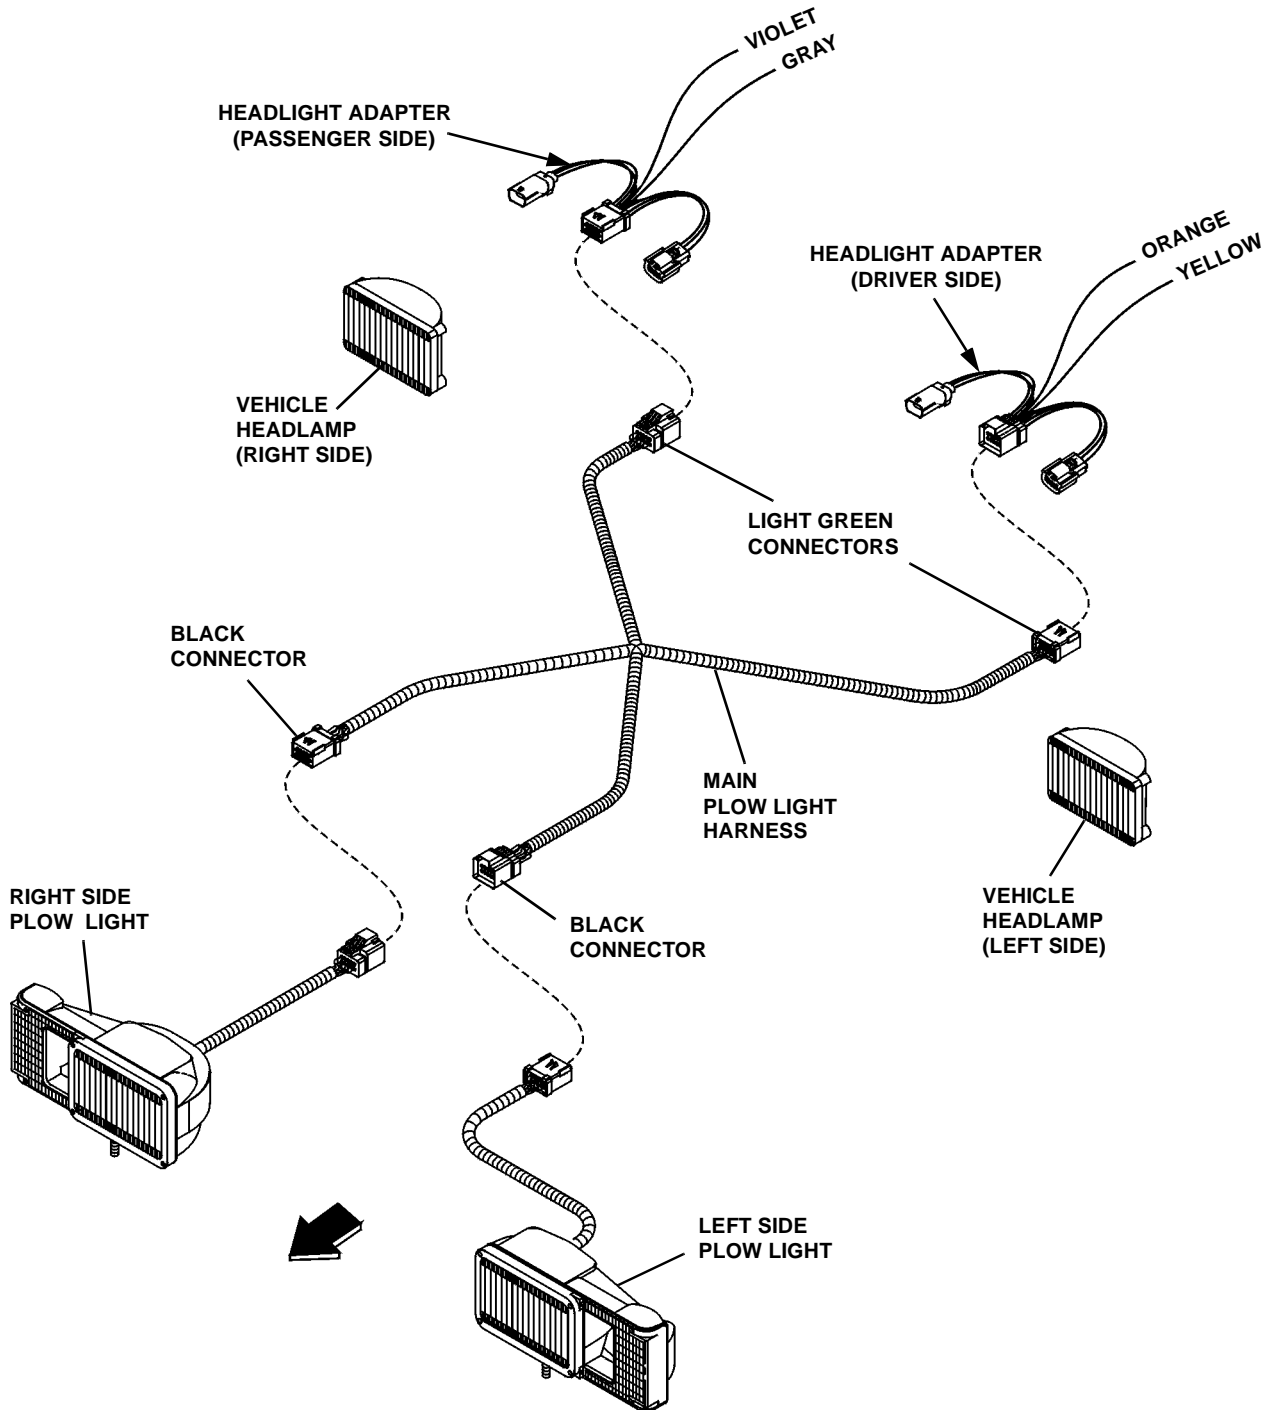 VIOLET
GRAY
HEADLIGHT ADAPTER
(PASSENGER SIDE)
ORANGE
YELLOW
HEADLIGHT ADAPTER
(DRIVER SIDE)
VEHICLE
HEADLAMP
(RIGHT SIDE)
LIGHT GREEN
CONNECTORS
BLACK
CONNECTOR
MAIN
PLOW LIGHT
HARNESS
RIGHT SIDE
PLOW LIGHT
BLACK
CONNECTOR
VEHICLE
HEADLAMP
(LEFT SIDE)
LEFT SIDE
PLOW LIGHT